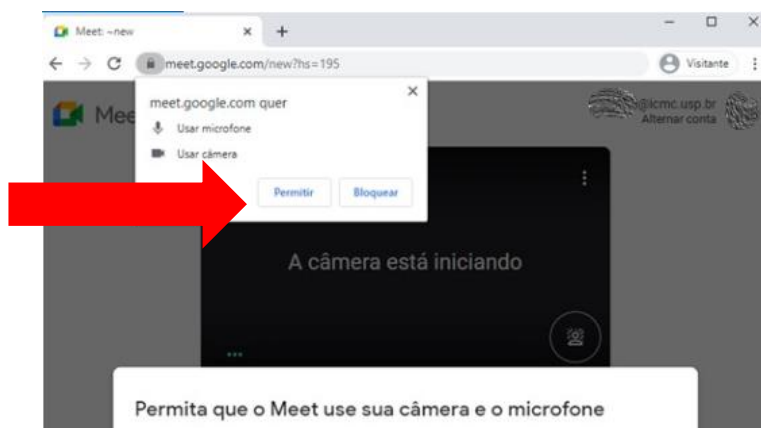 Meet: ~new
meet.google.com/new?hs=195
Visitante
Mee
@icmc.usp.br
Alternar conta
meet.google.com quer
Usar microfone
Usar câmera
Permitir Bloquear
A câmera está iniciando
Permita que o Meet use sua câmera e o microfone